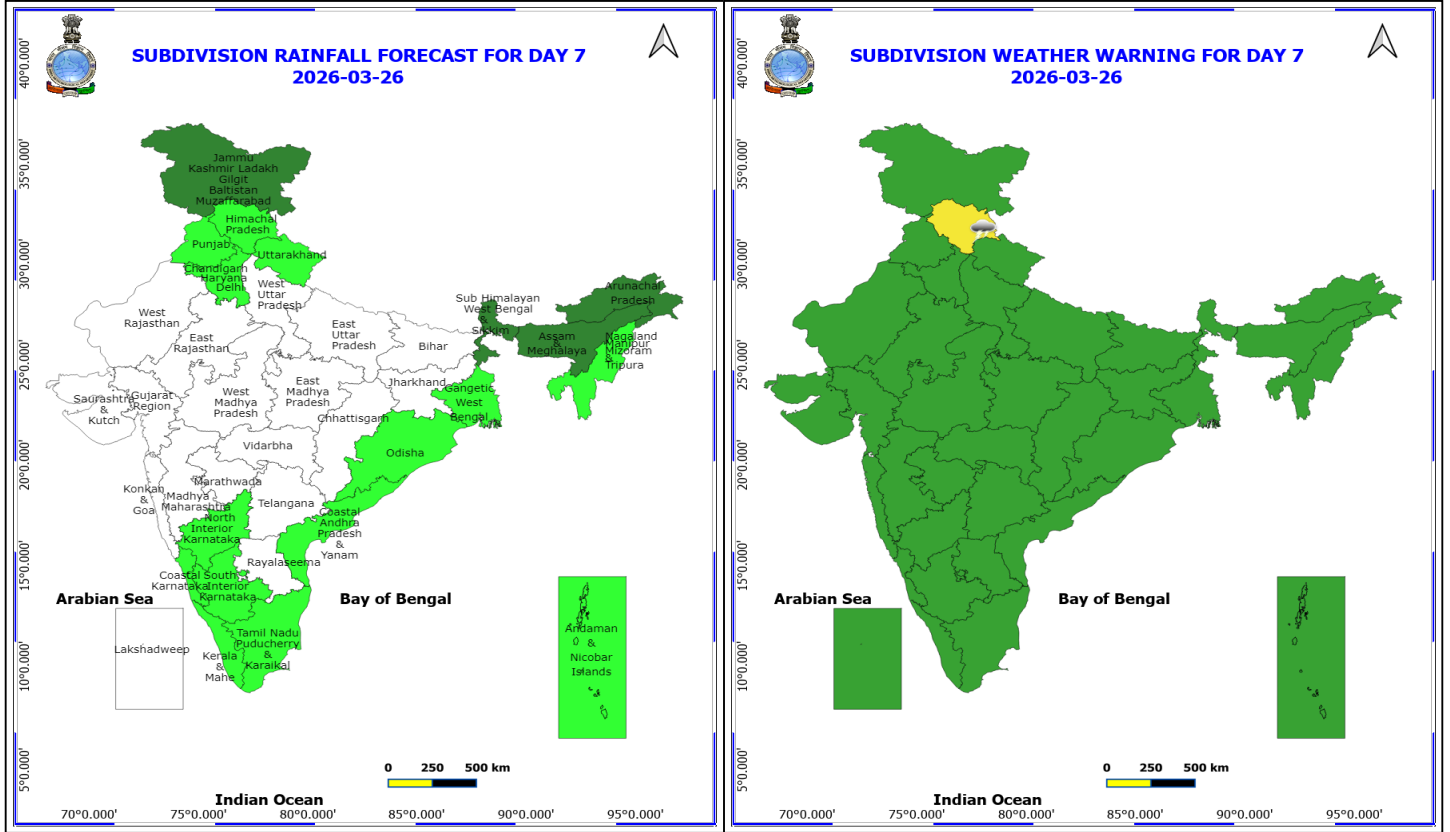 SUBDIVISION RAINFALL FORECAST FOR DAY 7
2026-03-26
40°0.000'
35°0.000'
30°0.000'
25°0.000'
20°0.000'
15°0.000'
10°0.000'
5°0.000'
Jammu
Kashmir Ladakh
Gilgit
Baltistan
Muzaffarabad
Himachal
Pradesh
Punjab
Uttarakhand
Chandigarh
Haryana
Delhi
West
Uttar
Pradesh
Arunachal
Pradesh
Sub Himalayan
West Bengal
&
Sikkim
West
Rajasthan
East
Rajasthan
East
Uttar
Pradesh
Bihar
Assam
&
Meghalaya
Nagaland
Manipur
Mizoram
&
Tripura
Saurashtra
&
Kutch
Gujarat
Region
West
Madhya
Pradesh
East
Madhya
Pradesh
Jharkhand
Gangetic
West
Bengal
Chhattisgarh
Vidarbha
Odisha
Konkan
&
Goa
Madhya
Maharashtra
Marathwada
Telangana
North
Interior
Karnataka
Coastal
Andhra
Pradesh
&
Yanam
Rayalaseema
Coastal
Karnataka
South
Interior
Karnataka
Arabian Sea
Bay of Bengal
Lakshadweep
Kerala
&
Mahe
Tamil Nadu
Puducherry
&
Karaikal
Andaman
&
Nicobar
Islands
0 250 500 km
Indian Ocean
70°0.000' 75°0.000' 80°0.000' 85°0.000' 90°0.000' 95°0.000'
SUBDIVISION WEATHER WARNING FOR DAY 7
2026-03-26
40°0.000'
35°0.000'
30°0.000'
25°0.000'
20°0.000'
15°0.000'
10°0.000'
5°0.000'
Arabian Sea
Bay of Bengal
0 250 500 km
Indian Ocean
70°0.000' 75°0.000' 80°0.000' 85°0.000' 90°0.000' 95°0.000'